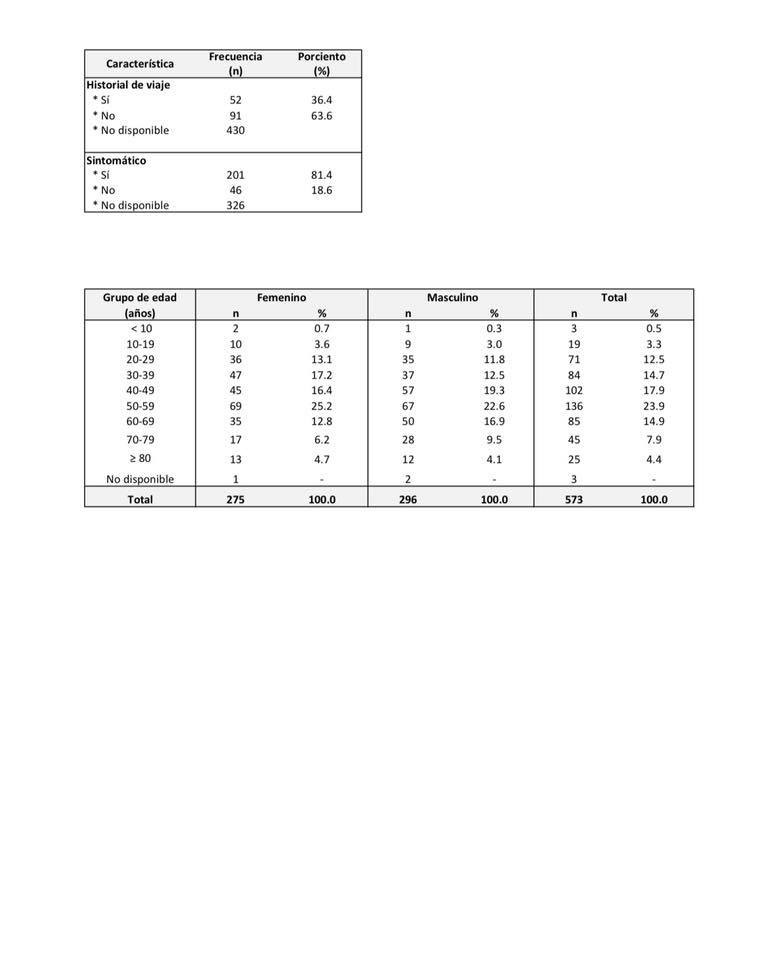 Característica Frecuencia (n) Porciento (%)
Historial de viaje
* Sí 52 36.4
* No 91 63.6
* No disponible 430
Sintomático
* Sí 201 81.4
* No 46 18.6
* No disponible 326
Grupo de edad Femenino Masculino Total
(años) n % n % n %
< 10 2 0.7 1 0.3 3 0.5
10-19 10 3.6 9 3.0 19 3.3
20-29 36 13.1 35 11.8 71 12.5
30-39 47 17.2 37 12.5 84 14.7
40-49 45 16.4 57 19.3 102 17.9
50-59 69 25.2 67 22.6 136 23.9
60-69 35 12.8 50 16.9 85 14.9
70-79 17 6.2 28 9.5 45 7.9
≥ 80 13 4.7 12 4.1 25 4.4
No disponible 1 - 2 - 3 -
Total 275 100.0 296 100.0 573 100.0